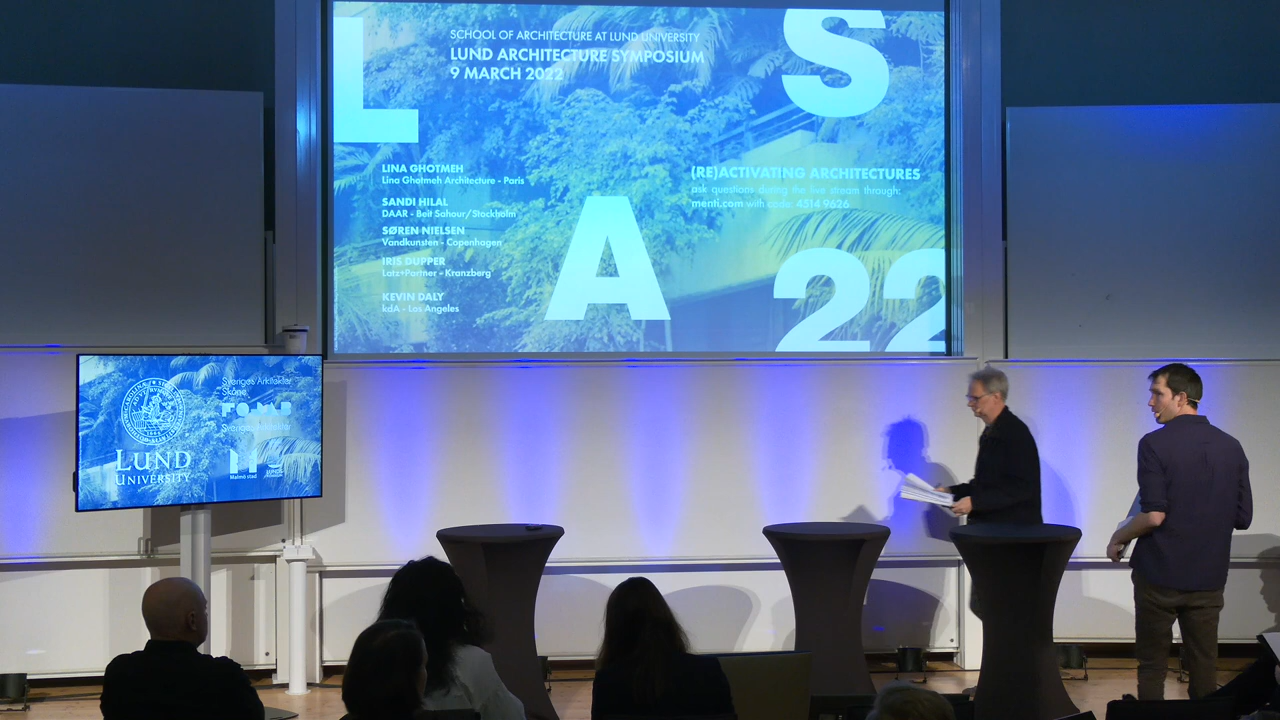 L
S
SCHOOL OF ARCHITECTURE AT LUND UNIVERSITY
LUND ARCHITECTURE SYMPOSIUM
9 MARCH 2022
LINA GHOTMEH
Lina Ghotmeh Architecture - Paris
SANDI HILAL
DAAR - Beit Sahour/Stockholm
SØREN NIELSEN
Vandkunsten - Copenhagen
IRIS DUPPER
Latz+Partner - Kranzberg
KEVIN DALY
kdA - Los Angeles
(RE)ACTIVATING ARCHITECTURES
ask questions during the live stream through:
menti.com with code: 4514 9626
A
22
Sveriges Arkitekter
Skåne
Sveriges Arkitekter
LUND
UNIVERSITY
Malmö stad